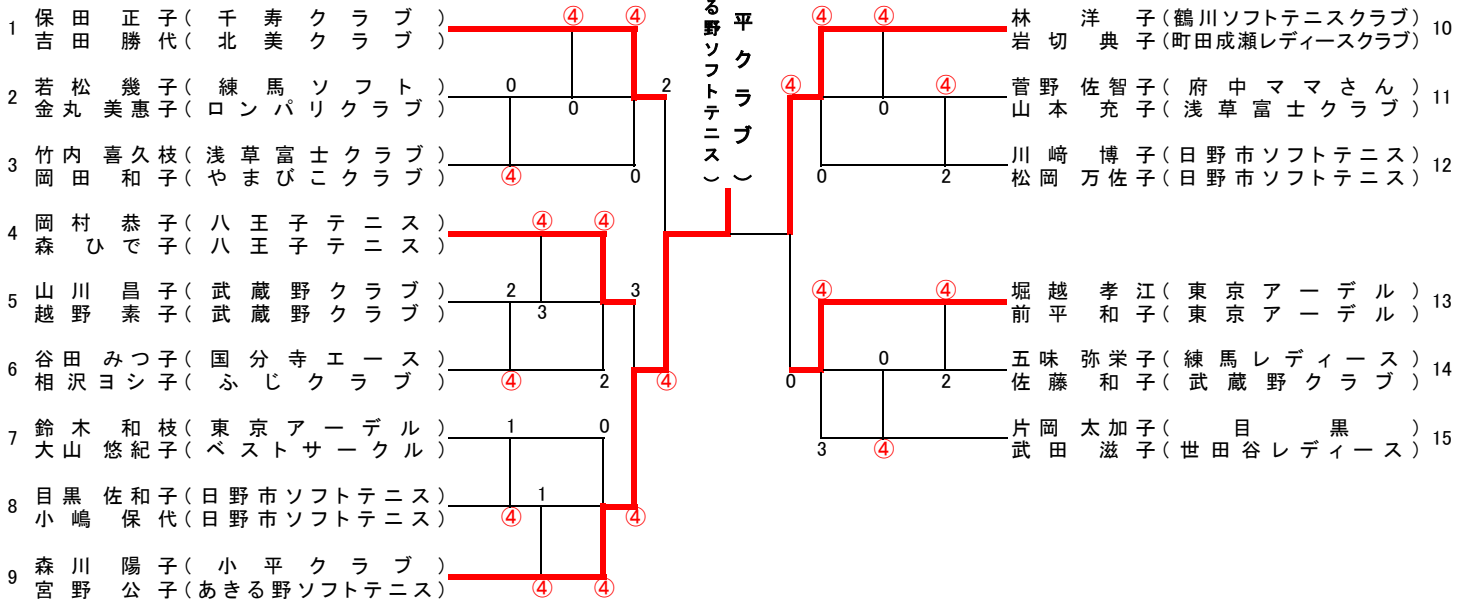 1 保田 正子(千寿クラブ)
吉田 勝代(北美クラブ)
2 若松 幾子(練馬ソフト)
金丸 美惠子(ロンパリクラブ)
3 竹内 喜久枝(浅草富士クラブ)
岡田 和子(やまびこクラブ)
4 岡村 恭子(八王子テニス)
森 ひで子(八王子テニス)
5 山川 昌子(武蔵野クラブ)
越野 素子(武蔵野クラブ)
6 谷田 みつ子(国分寺エース)
相沢 ヨシ子(ふじクラブ)
7 鈴木 和枝(東京アーデル)
大山 悠紀子(ベストサークル)
8 目黒 佐和子(日野市ソフトテニス)
小嶋 保代(日野市ソフトテニス)
9 森川 陽子(小平クラブ)
宮野 公子(あきる野ソフトテニス)
④ ④
0 0 2
④ 0
④ ④
2 3 3
④ 2 ④
1 0
1
④ ④
④ ④
平クラブ)
る野ソフトテニス)
④ ④
④ 0 ④
0 2
④ ④
0 0 2
3 ④
林 洋子(鶴川ソフトテニスクラブ) 10
岩切 典子(町田成瀬レディースクラブ)
菅野 佐智子(府中ママさん) 11
山本 充子(浅草富士クラブ)
川﨑 博子(日野市ソフトテニス) 12
松岡 万佐子(日野市ソフトテニス)
堀越 孝江(東京アーデル) 13
前平 和子(東京アーデル)
五味 弥栄子(練馬レディース) 14
佐藤 和子(武蔵野クラブ)
片岡 太加子(目黒) 15
武田 滋子(世田谷レディース)